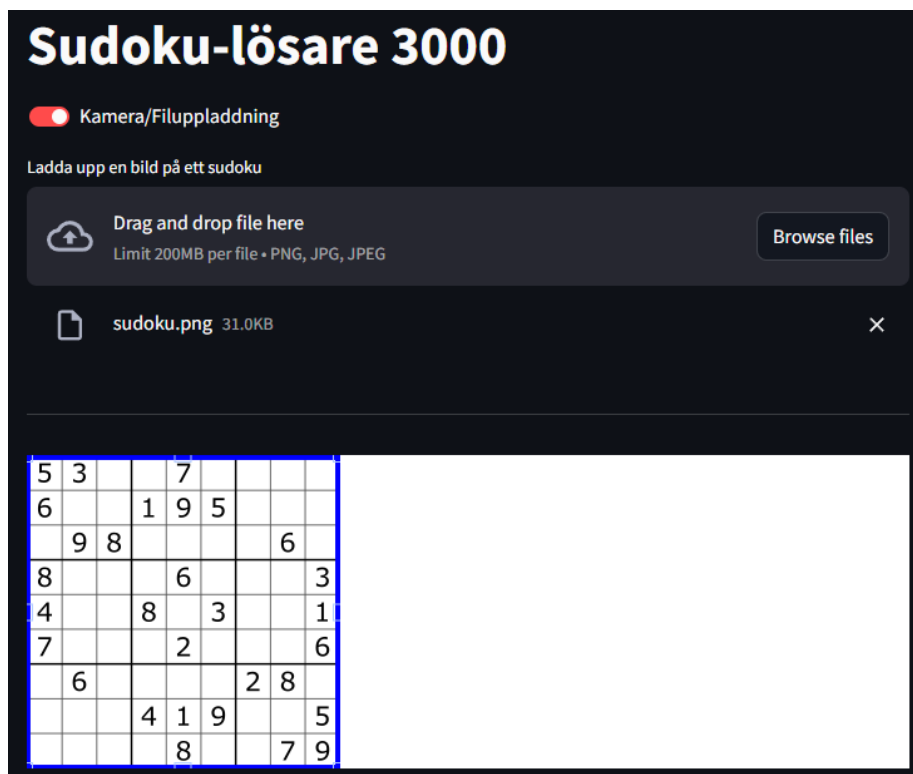 Sudoku-lösare 3000
Kamera/Filuppladdning
Ladda upp en bild på ett sudoku
Drag and drop file here
Limit 200MB per file • PNG, JPG, JPEG
Browse files
sudoku.png 31.0KB
5 3 7
6 1 9 5
9 8 6
8 6 3
4 8 3 1
7 2 6
6 2 8
4 1 9 5
8 7 9